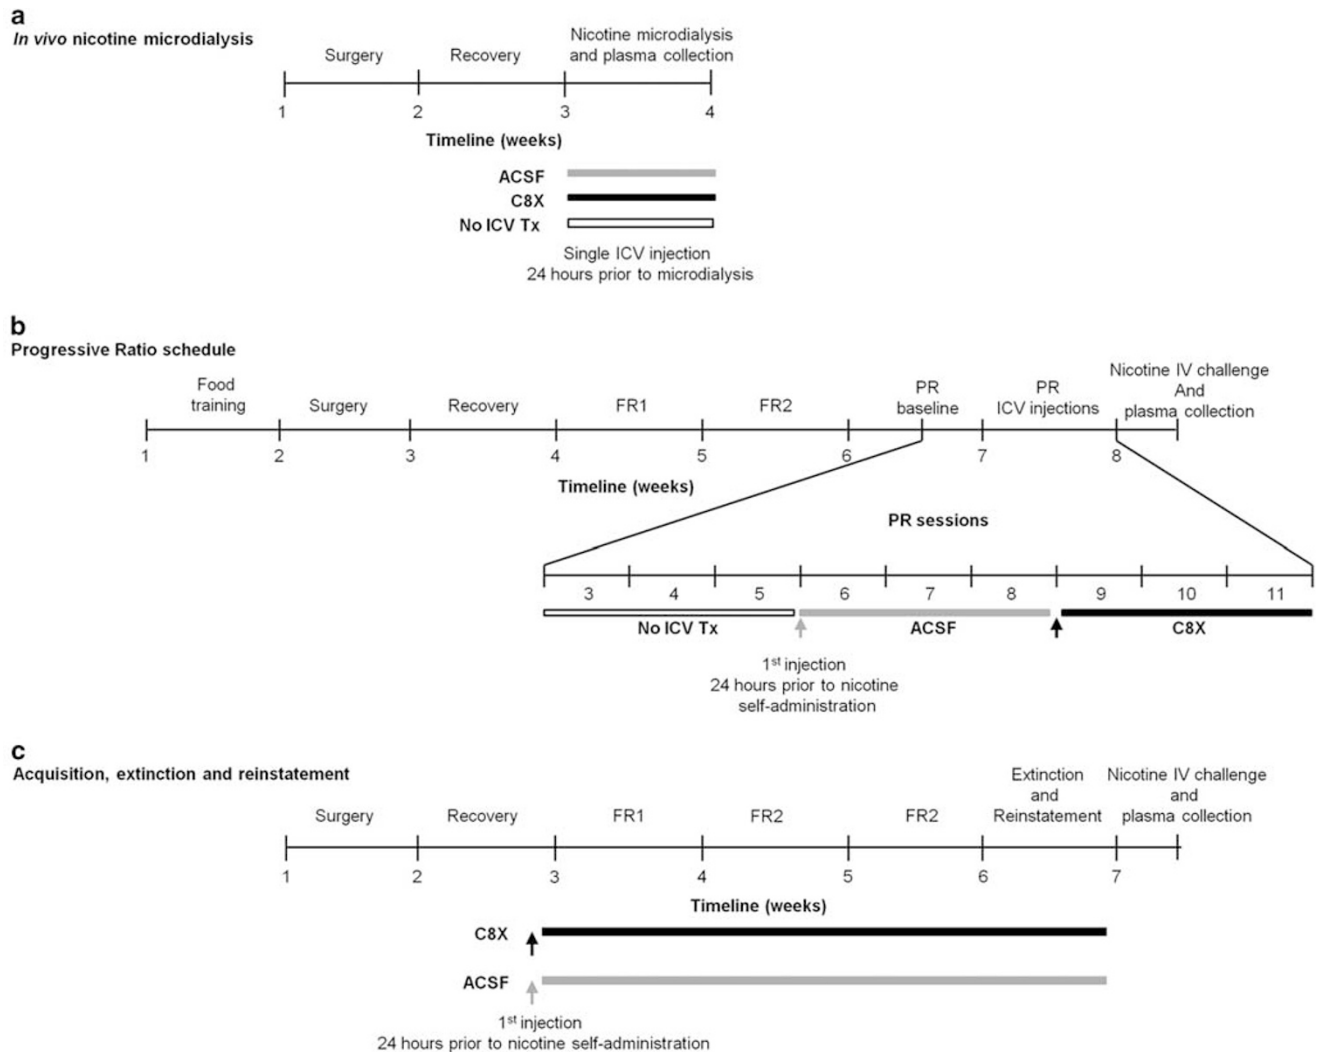 a
In vivo nicotine microdialysis
Surgery
Recovery
Nicotine microdialysis
and plasma collection
1 2 3 4
Timeline (weeks)
ACSF
C8X
No ICV Tx
Single ICV injection
24 hours prior to microdialysis
b
Progressive Ratio schedule
Food
training
Surgery
Recovery
FR1
FR2
PR
baseline
PR
ICV injections
Nicotine IV challenge
And
plasma collection
1 2 3 4 5 6 7 8
Timeline (weeks)
PR sessions
3 4 5 6 7 8 9 10 11
No ICV Tx
ACSF
C8X
1st injection
24 hours prior to nicotine
self-administration
c
Acquisition, extinction and reinstatement
Surgery
Recovery
FR1
FR2
FR2
Extinction
and
Reinstatement
Nicotine IV challenge
and
plasma collection
1 2 3 4 5 6 7
Timeline (weeks)
C8X
ACSF
1st injection
24 hours prior to nicotine self-administration